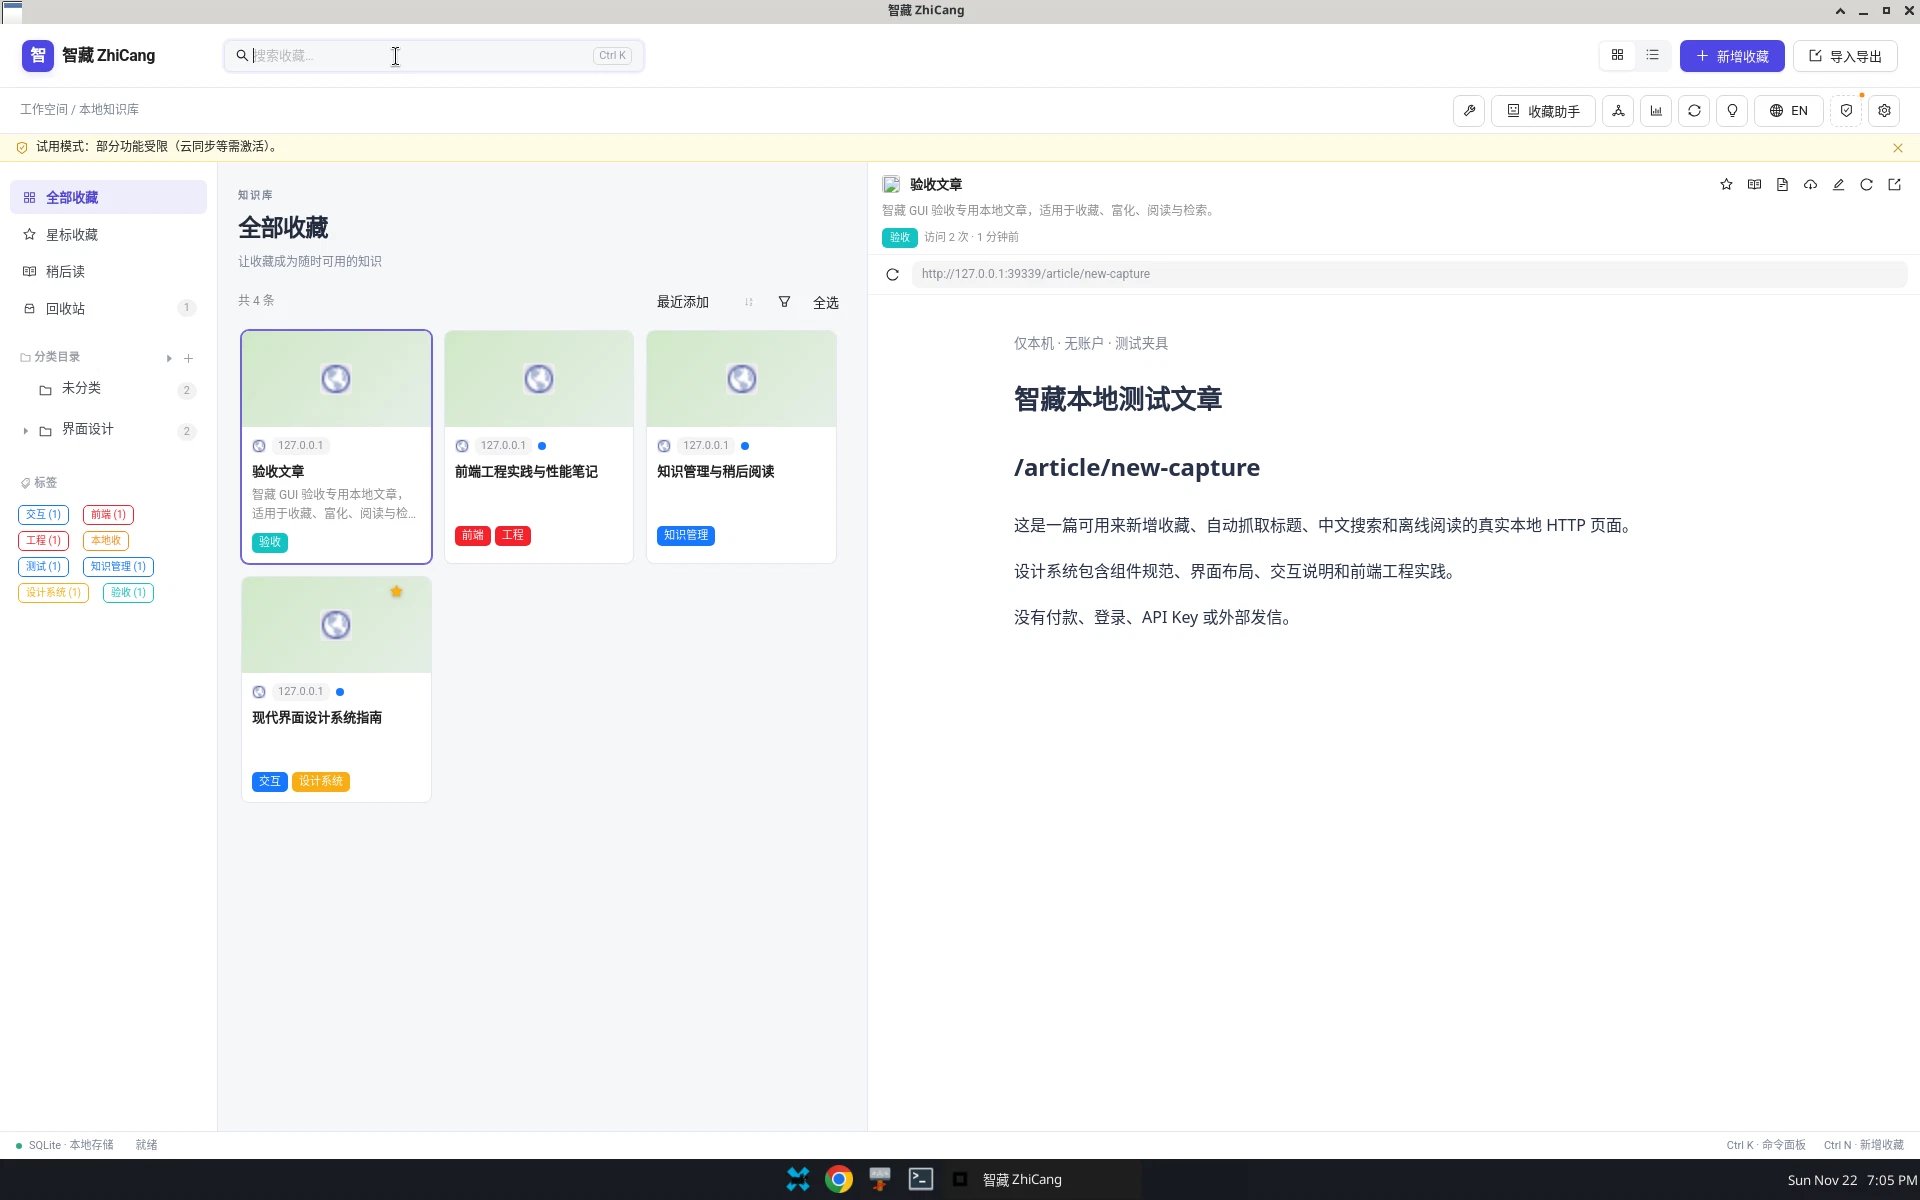 智藏 ZhiCang
智 智藏 ZhiCang
搜索收藏...
Ctrl K
新增收藏
导入导出
工作空间 / 本地知识库
收藏助手
EN
试用模式：部分功能受限（云同步等需激活）。
全部收藏
星标收藏
稍后读
回收站 1
分类目录
未分类 2
界面设计 2
标签
交互 (1) 前端 (1)
工程 (1) 本地收
测试 (1) 知识管理 (1)
设计系统 (1) 验收 (1)
知识库
全部收藏
让收藏成为随时可用的知识
共 4 条
最近添加
全选
127.0.0.1
验收文章
智藏 GUI 验收专用本地文章，
适用于收藏、富化、阅读与检...
验收
127.0.0.1
前端工程实践与性能笔记
前端 工程
127.0.0.1
知识管理与稍后阅读
知识管理
127.0.0.1
现代界面设计系统指南
交互 设计系统
验收文章
智藏 GUI 验收专用本地文章，适用于收藏、富化、阅读与检索。
验收 访问 2 次 · 1 分钟前
http://127.0.0.1:39339/article/new-capture
仅本机 · 无账户 · 测试夹具
智藏本地测试文章
/article/new-capture
这是一篇可用来新增收藏、自动抓取标题、中文搜索和离线阅读的真实本地 HTTP 页面。
设计系统包含组件规范、界面布局、交互说明和前端工程实践。
没有付款、登录、API Key 或外部发信。
SQLite · 本地存储 就绪
Ctrl K · 命令面板 Ctrl N · 新增收藏
智藏 ZhiCang
Sun Nov 22 7:05 PM